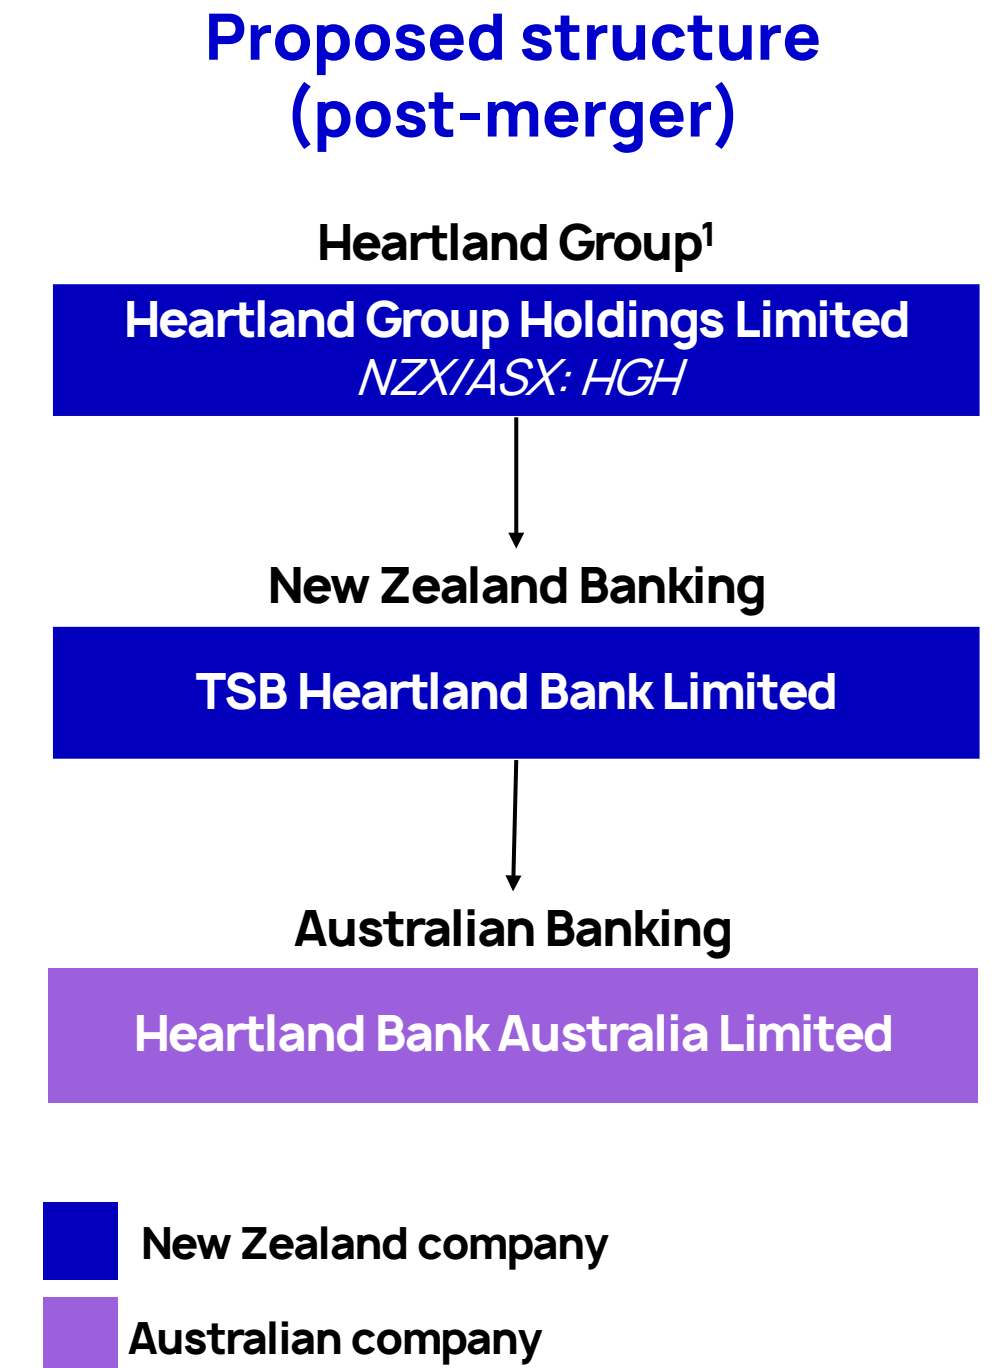 Proposed structure
(post-merger)
Heartland Group¹
Heartland Group Holdings Limited
NZX/ASX: HGH
New Zealand Banking
TSB Heartland Bank Limited
Australian Banking
Heartland Bank Australia Limited
New Zealand company
Australian company